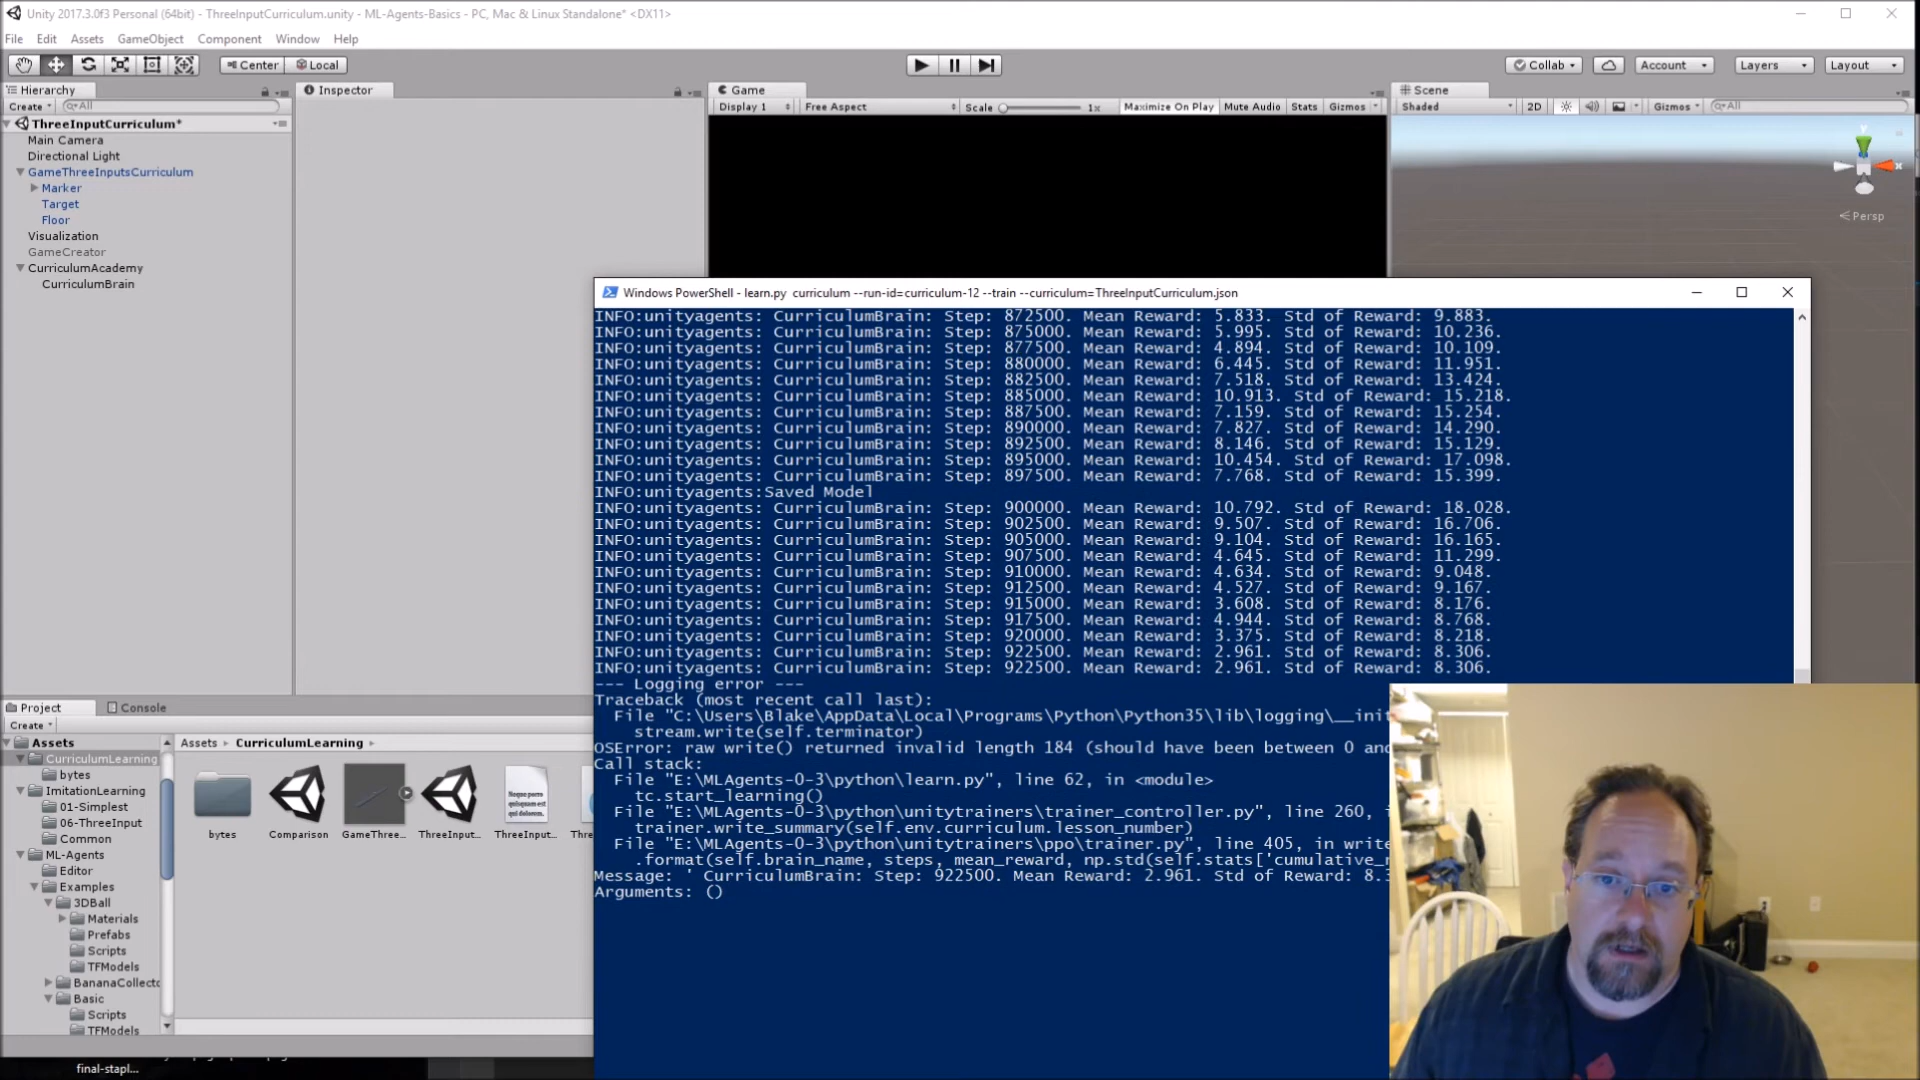 Unity 2017.3.0f3 Personal (64bit) - ThreeInputCurriculum.unity - ML-Agents-Basics - PC, Mac & Linux Standalone* <DX11>
File Edit Assets GameObject Component Window Help
Center Local
Collab Account Layers Layout
Hierarchy
Create All
ThreeInputCurriculum*
Main Camera
Directional Light
GameThreeInputsCurriculum
Marker
Target
Floor
Visualization
GameCreator
CurriculumAcademy
CurriculumBrain
Inspector
Game
Display 1 Free Aspect Scale 1x Maximize On Play Mute Audio Stats Gizmos
Scene
Shaded 2D Gizmos All
y
x
Persp
Windows PowerShell - learn.py curriculum --run-id=curriculum-12 --train --curriculum=ThreeInputCurriculum.json
INFO:unityagents: CurriculumBrain: Step: 872500. Mean Reward: 5.833. Std of Reward: 9.883.
INFO:unityagents: CurriculumBrain: Step: 875000. Mean Reward: 5.995. Std of Reward: 10.236.
INFO:unityagents: CurriculumBrain: Step: 877500. Mean Reward: 4.894. Std of Reward: 10.109.
INFO:unityagents: CurriculumBrain: Step: 880000. Mean Reward: 6.445. Std of Reward: 11.951.
INFO:unityagents: CurriculumBrain: Step: 882500. Mean Reward: 7.518. Std of Reward: 13.424.
INFO:unityagents: CurriculumBrain: Step: 885000. Mean Reward: 10.913. Std of Reward: 15.218.
INFO:unityagents: CurriculumBrain: Step: 887500. Mean Reward: 7.159. Std of Reward: 15.254.
INFO:unityagents: CurriculumBrain: Step: 890000. Mean Reward: 7.827. Std of Reward: 14.290.
INFO:unityagents: CurriculumBrain: Step: 892500. Mean Reward: 8.146. Std of Reward: 15.129.
INFO:unityagents: CurriculumBrain: Step: 895000. Mean Reward: 10.454. Std of Reward: 17.098.
INFO:unityagents: CurriculumBrain: Step: 897500. Mean Reward: 7.768. Std of Reward: 15.399.
INFO:unityagents:Saved Model
INFO:unityagents: CurriculumBrain: Step: 900000. Mean Reward: 10.792. Std of Reward: 18.028.
INFO:unityagents: CurriculumBrain: Step: 902500. Mean Reward: 9.507. Std of Reward: 16.706.
INFO:unityagents: CurriculumBrain: Step: 905000. Mean Reward: 9.104. Std of Reward: 16.165.
INFO:unityagents: CurriculumBrain: Step: 907500. Mean Reward: 4.645. Std of Reward: 11.299.
INFO:unityagents: CurriculumBrain: Step: 910000. Mean Reward: 4.634. Std of Reward: 9.048.
INFO:unityagents: CurriculumBrain: Step: 912500. Mean Reward: 4.527. Std of Reward: 9.167.
INFO:unityagents: CurriculumBrain: Step: 915000. Mean Reward: 3.608. Std of Reward: 8.176.
INFO:unityagents: CurriculumBrain: Step: 917500. Mean Reward: 4.944. Std of Reward: 8.768.
INFO:unityagents: CurriculumBrain: Step: 920000. Mean Reward: 3.375. Std of Reward: 8.218.
INFO:unityagents: CurriculumBrain: Step: 922500. Mean Reward: 2.961. Std of Reward: 8.306.
INFO:unityagents: CurriculumBrain: Step: 922500. Mean Reward: 2.961. Std of Reward: 8.306.
--- Logging error ---
Traceback (most recent call last):
File "C:\Users\Blake\AppData\Local\Programs\Python\Python35\lib\logging\__ini
stream.write(self.terminator)
OSError: raw write() returned invalid length 184 (should have been between 0 and
Call stack:
File "E:\MLAgents-0-3\python\learn.py", line 62, in <module>
tc.start_learning()
File "E:\MLAgents-0-3\python\unitytrainers\trainer_controller.py", line 260, i
trainer.write_summary(self.env.curriculum.lesson_number)
File "E:\MLAgents-0-3\python\unitytrainers\ppo\trainer.py", line 405, in write
.format(self.brain_name, steps, mean_reward, np.std(self.stats['cumulative_r
Message: ' CurriculumBrain: Step: 922500. Mean Reward: 2.961. Std of Reward: 8.3
Arguments: ()
Project Console
Create
Assets
CurriculumLearning
bytes
ImitationLearning
01-Simplest
06-ThreeInput
Common
ML-Agents
Editor
Examples
3DBall
Materials
Prefabs
Scripts
TFModels
BananaCollecto
Basic
Scripts
TFModels
Assets CurriculumLearning
bytes Comparison GameThree... ThreeInput... ThreeInput...
final-stapl...